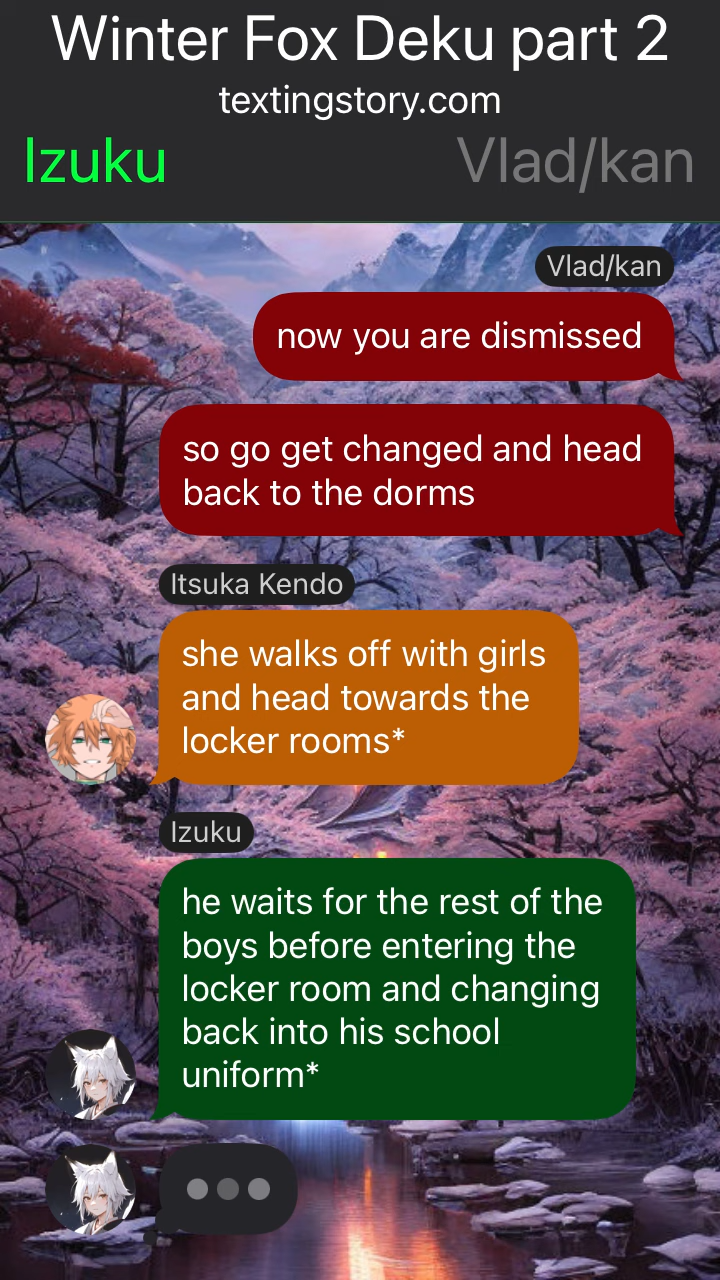 Winter Fox Deku part 2
textingstory.com
Izuku
Vlad/kan
Vlad/kan
now you are dismissed
so go get changed and head
back to the dorms
Itsuka Kendo
she walks off with girls
and head towards the
locker rooms*
Izuku
he waits for the rest of the
boys before entering the
locker room and changing
back into his school
uniform*